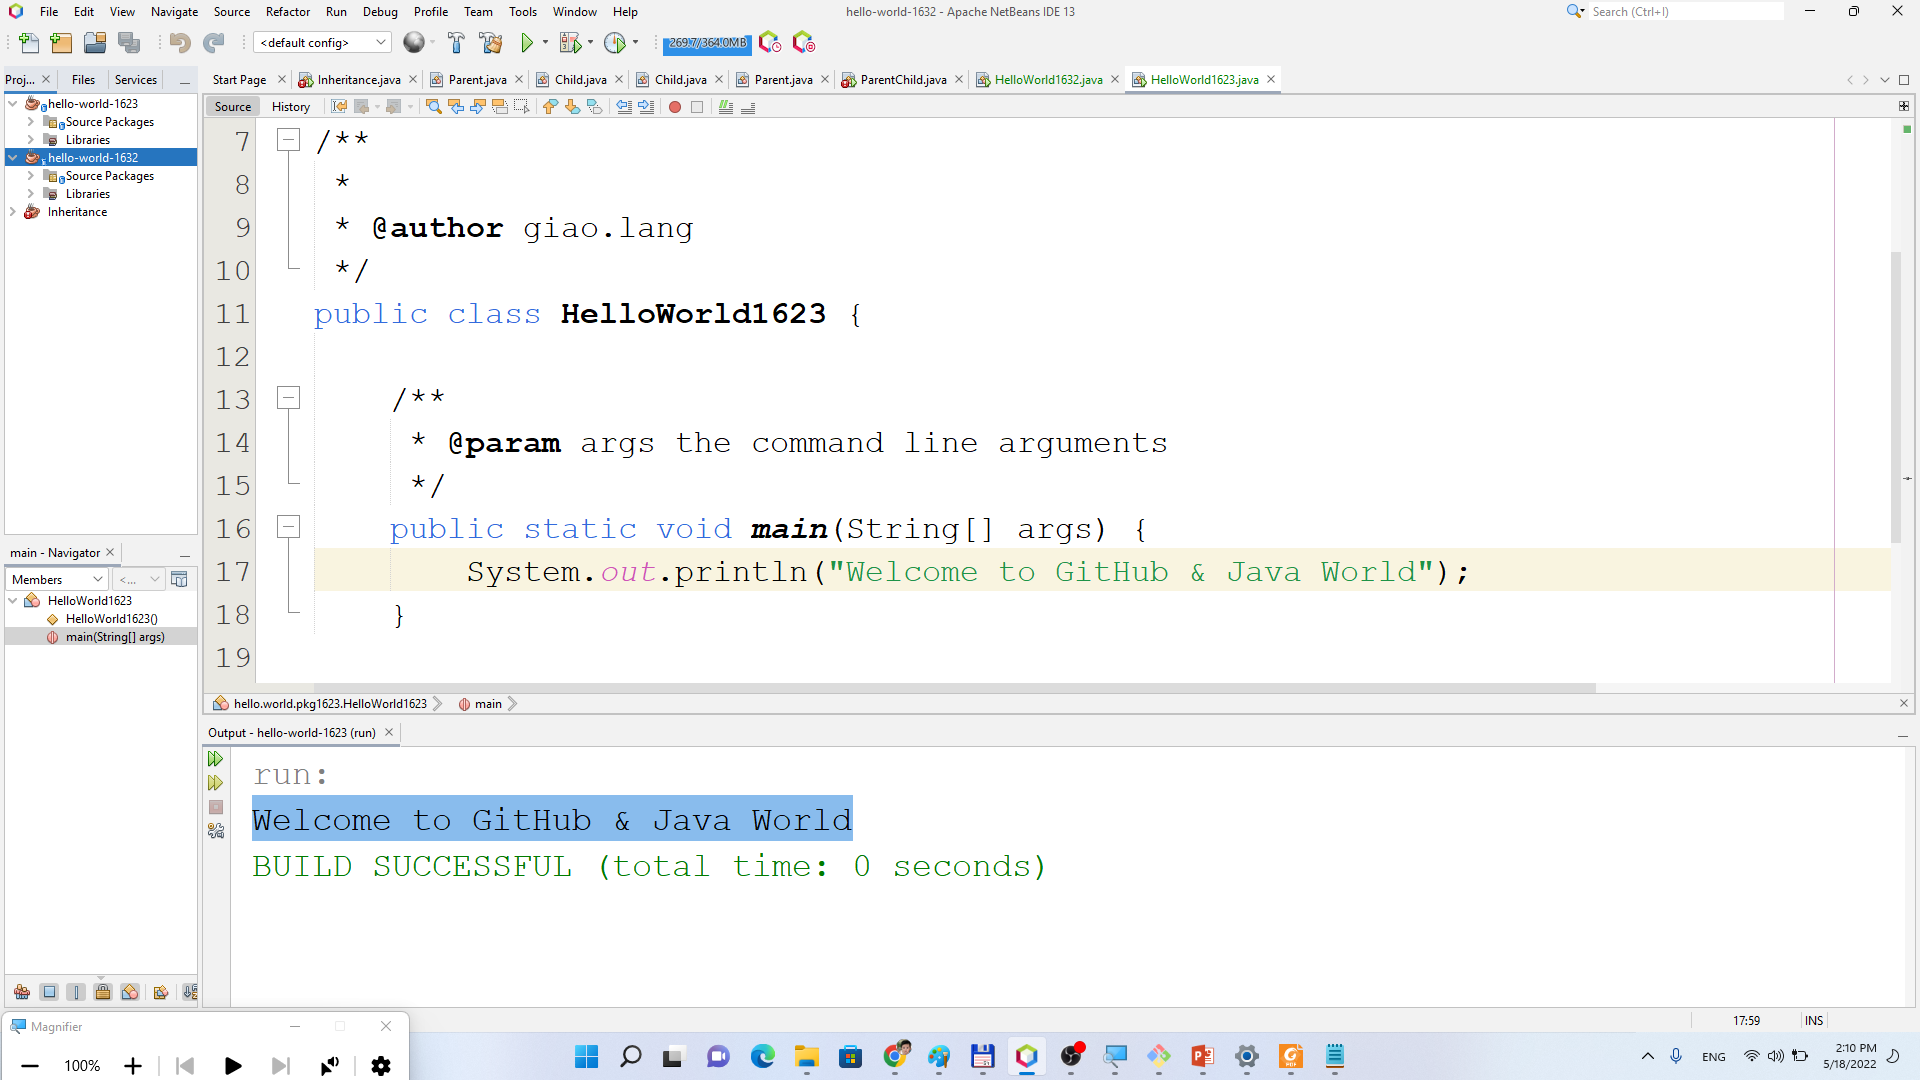 File Edit View Navigate Source Refactor Run Debug Profile Team Tools Window Help
hello-world-1632 - Apache NetBeans IDE 13
Search (Ctrl+I)
<default config>
269.7/364.0MB
Proj... Files Services
Start Page Inheritance.java Parent.java Child.java Child.java Parent.java ParentChild.java HelloWorld1632.java HelloWorld1623.java
Source History
hello-world-1623
Source Packages
Libraries
hello-world-1632
Source Packages
Libraries
Inheritance
7 /**
8 *
9 * @author giao.lang
10 */
11 public class HelloWorld1623 {
12
13 /**
14 * @param args the command line arguments
15 */
16 public static void main(String[] args) {
17 System.out.println("Welcome to GitHub & Java World");
18 }
19
main - Navigator
Members <...
HelloWorld1623
HelloWorld1623()
main(String[] args)
hello.world.pkg1623.HelloWorld1623 main
Output - hello-world-1623 (run)
run:
Welcome to GitHub & Java World
BUILD SUCCESSFUL (total time: 0 seconds)
17:59 INS
Magnifier
100%
ENG
2:10 PM
5/18/2022